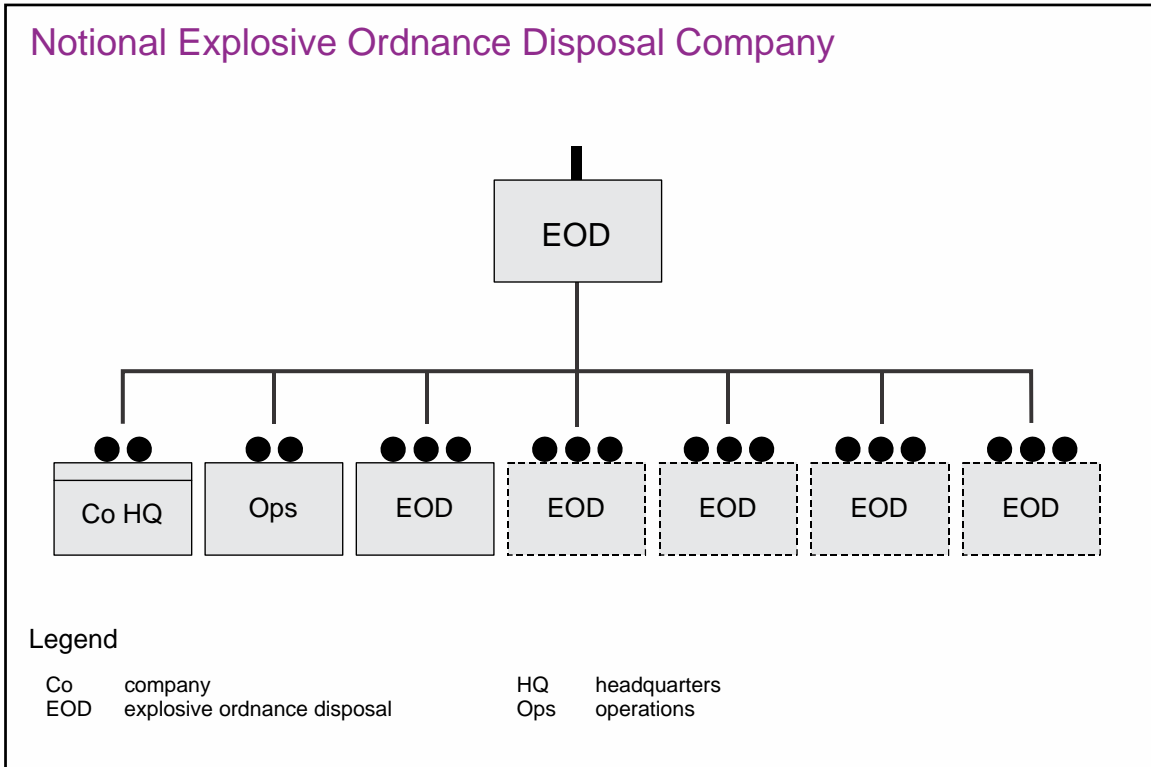 Notional Explosive Ordnance Disposal Company
EOD
Co HQ
Ops
EOD
EOD
EOD
EOD
EOD
Legend
Co company
EOD explosive ordnance disposal
HQ headquarters
Ops operations